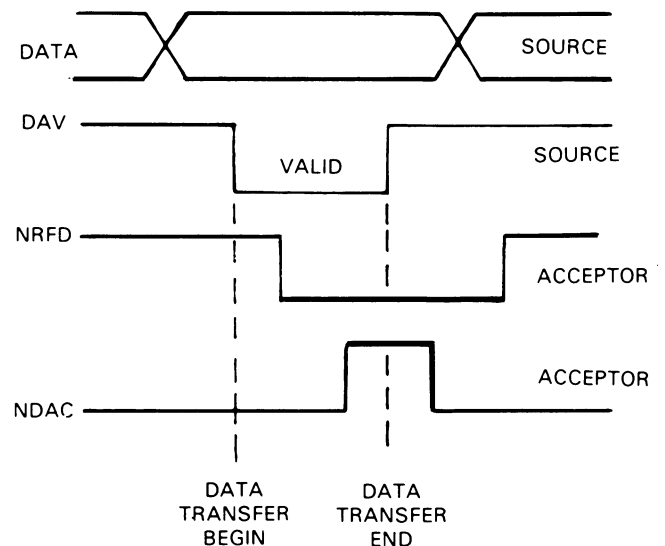 DATA
SOURCE
DAV
VALID
SOURCE
NRFD
ACCEPTOR
ACCEPTOR
NDAC
DATA
TRANSFER
BEGIN
DATA
TRANSFER
END